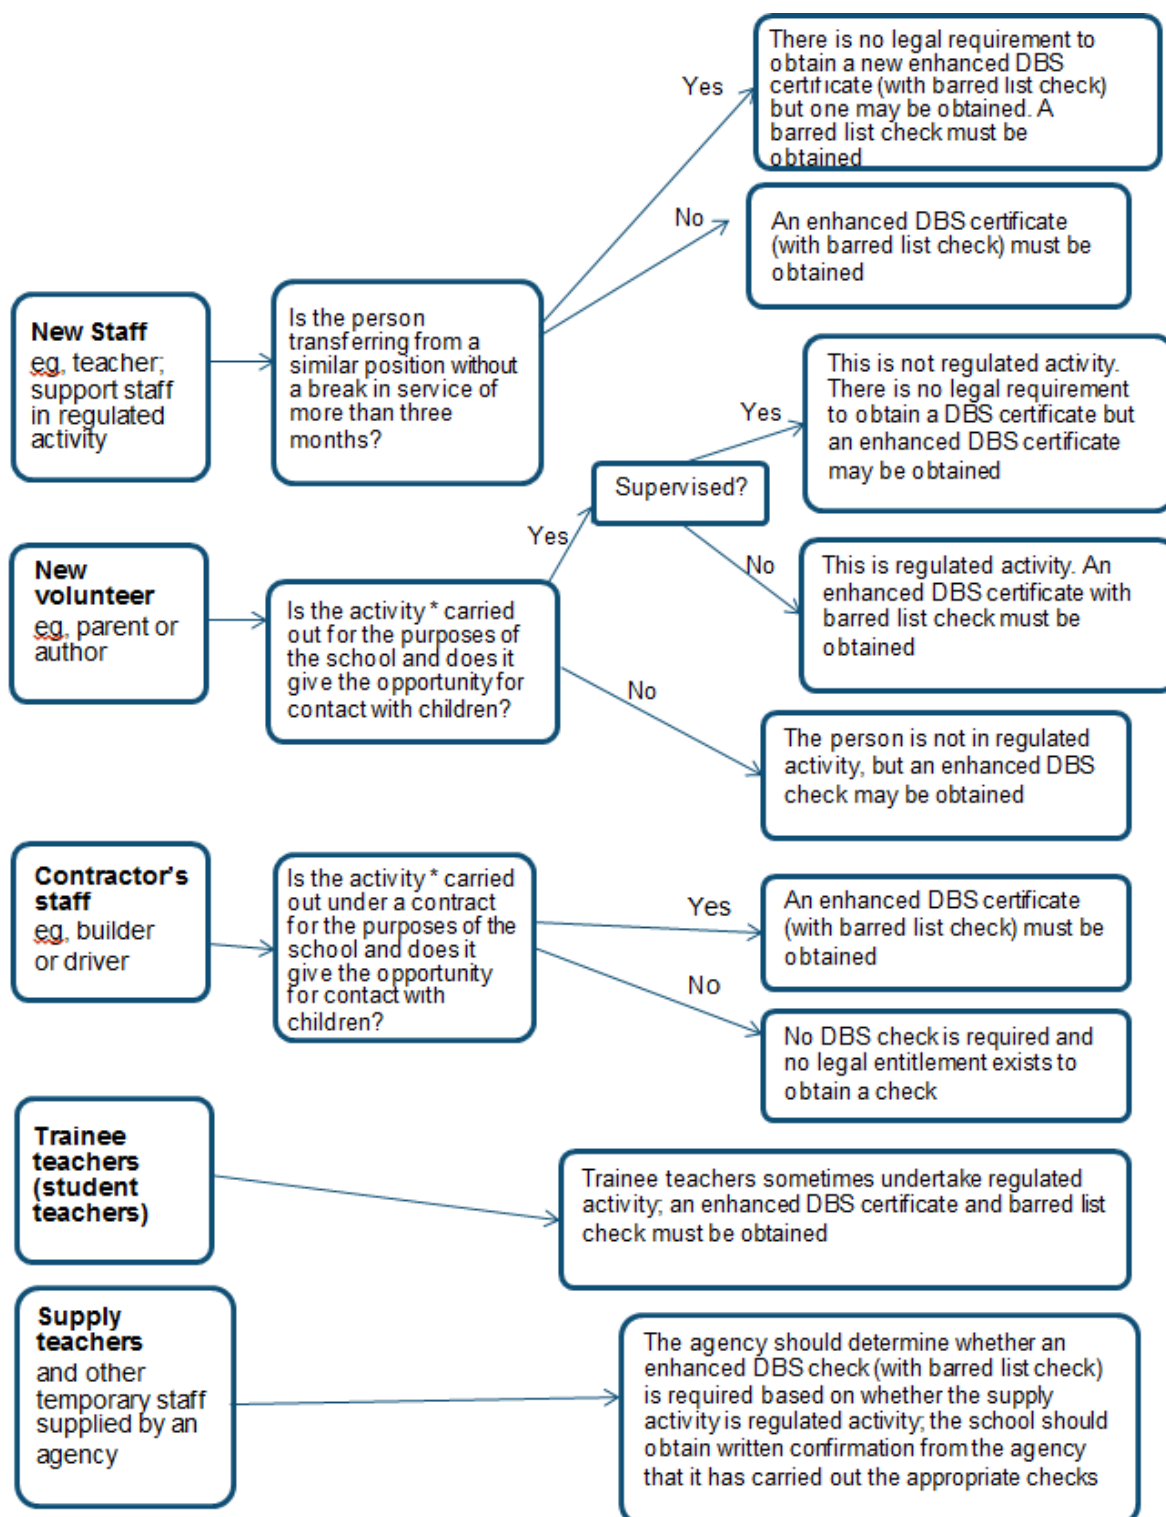 There is no legal requirement to
obtain a new enhanced DBS
certificate (with barred list check)
but one may be obtained. A
barred list check must be
obtained
Yes
No
An enhanced DBS certificate
(with barred list check) must be
obtained
New Staff
eg, teacher;
support staff
in regulated
activity
Is the person
transferring from a
similar position without
a break in service of
more than three
months?
This is not regulated activity.
There is no legal requirement
to obtain a DBS certificate but
an enhanced DBS certificate
may be obtained
Yes
Supervised?
Yes
No
This is regulated activity. An
enhanced DBS certificate with
barred list check must be
obtained
New
volunteer
eg, parent or
author
Is the activity * carried
out for the purposes of
the school and does it
give the opportunity for
contact with children?
No
The person is not in regulated
activity, but an enhanced DBS
check may be obtained
Contractor's
staff
eg, builder
or driver
Is the activity * carried
out under a contract
for the purposes of the
school and does it
give the opportunity
for contact with
children?
Yes
An enhanced DBS certificate
(with barred list check) must be
obtained
No
No DBS check is required and
no legal entitlement exists to
obtain a check
Trainee
teachers
(student
teachers)
Trainee teachers sometimes undertake regulated
activity; an enhanced DBS certificate and barred list
check must be obtained
Supply
teachers
and other
temporary staff
supplied by an
agency
The agency should determine whether an
enhanced DBS check (with barred list check)
is required based on whether the supply
activity is regulated activity; the school should
obtain written confirmation from the agency
that it has carried out the appropriate checks